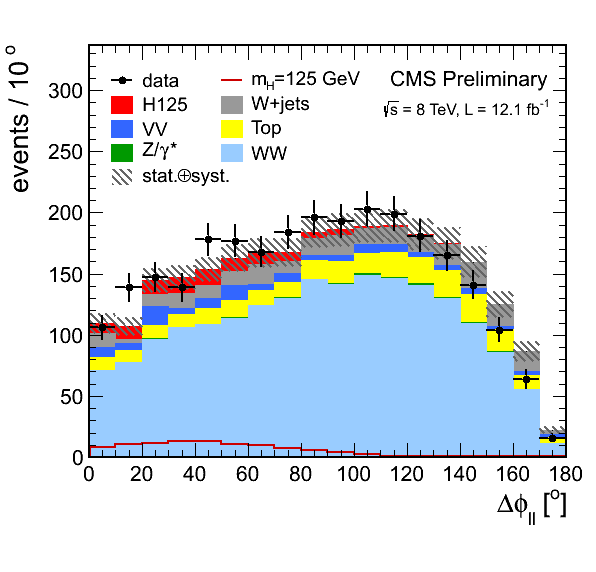 events / 10 °
300
250
200
150
100
50
0
data
H125
VV
Z/γ*
stat.⊕syst.
m_H=125 GeV
W+jets
Top
WW
CMS Preliminary
√s = 8 TeV, L = 12.1 fb⁻¹
0 20 40 60 80 100 120 140 160 180
Δϕ_ll [°]